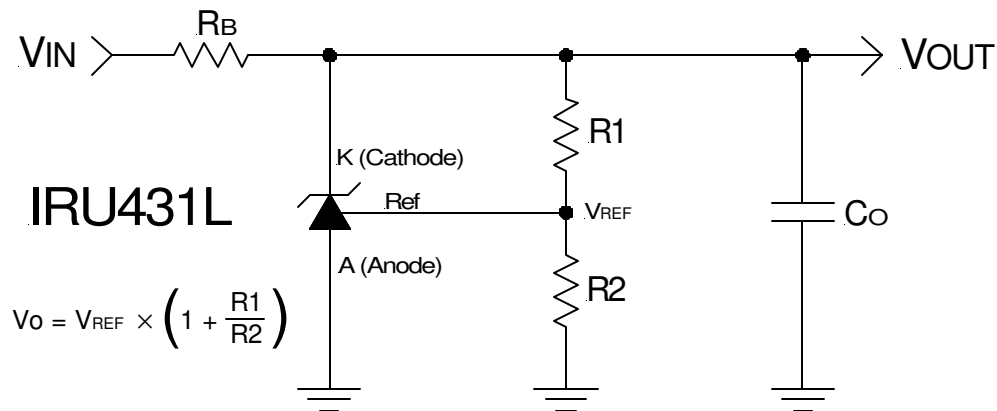 RB
VIN
VOUT
R1
K (Cathode)
IRU431L
Ref
VREF
CO
A (Anode)
R2
Vo = VREF × (1 + R1/R2)